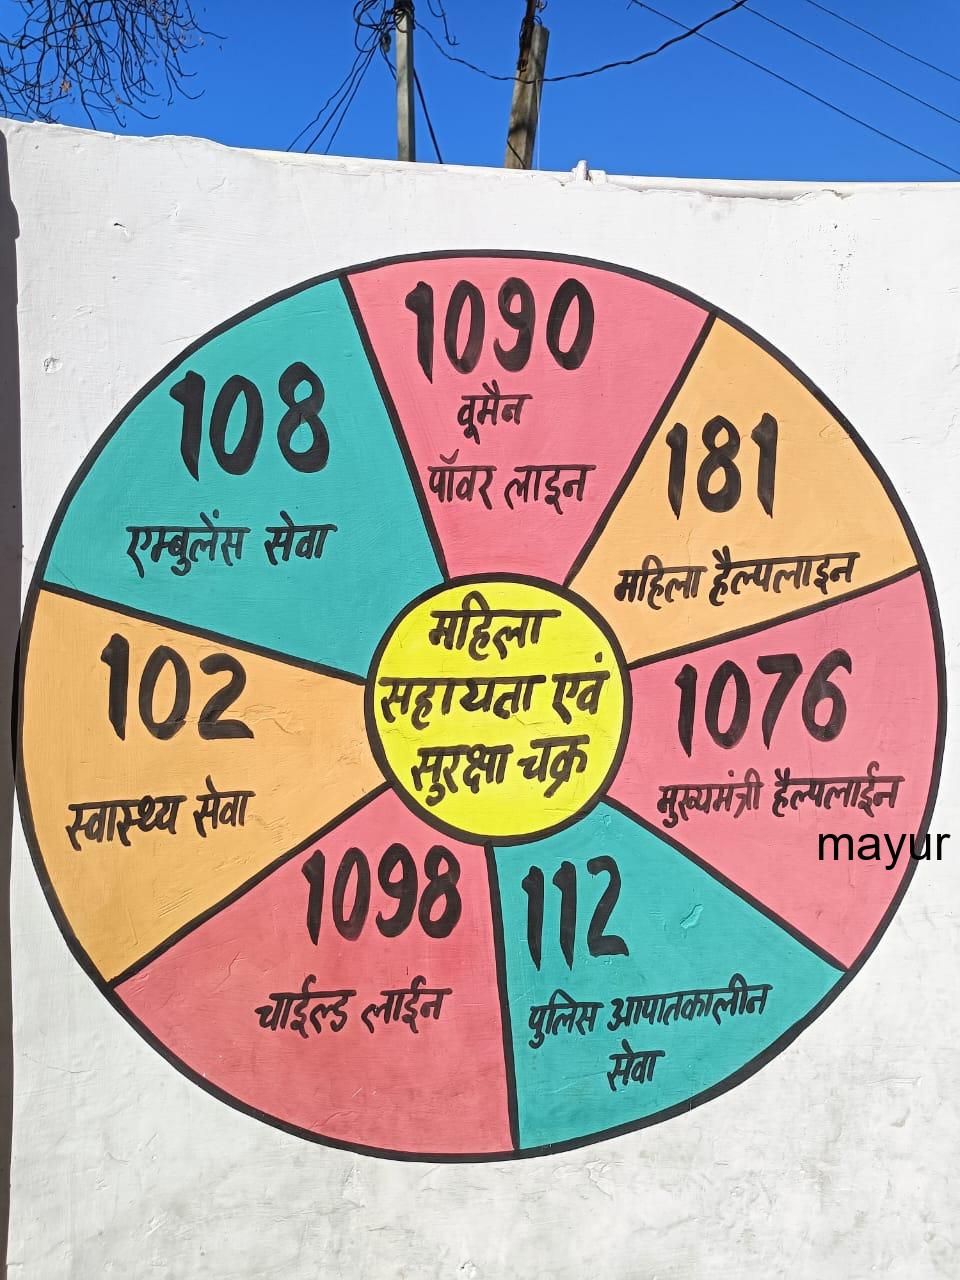 1090
वूमैन
पॉवर लाइन
181
महिला हैल्पलाइन
1076
मुख्यमंत्री हैल्पलाईन
mayur
112
पुलिस आपातकालीन
सेवा
1098
चाईल्ड लाईन
102
स्वास्थ्य सेवा
108
एम्बुलेंस सेवा
महिला
सहायता एवं
सुरक्षा चक्र